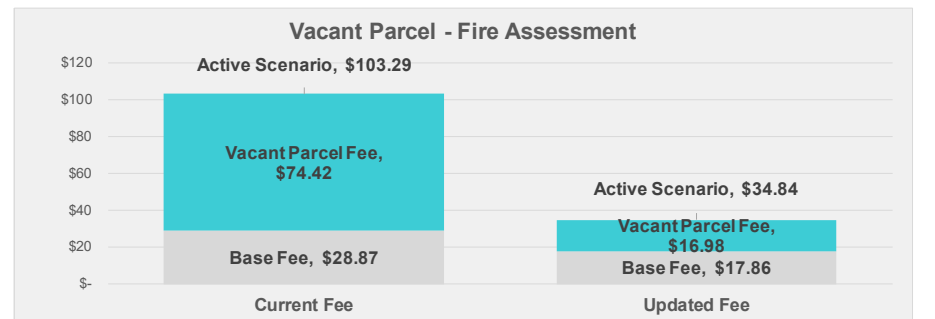 Vacant Parcel - Fire Assessment
$120
$100
$80
$60
$40
$20
$-
Active Scenario, $103.29
Vacant Parcel Fee,
$74.42
Base Fee, $28.87
Active Scenario, $34.84
Vacant Parcel Fee,
$16.98
Base Fee, $17.86
Current Fee
Updated Fee